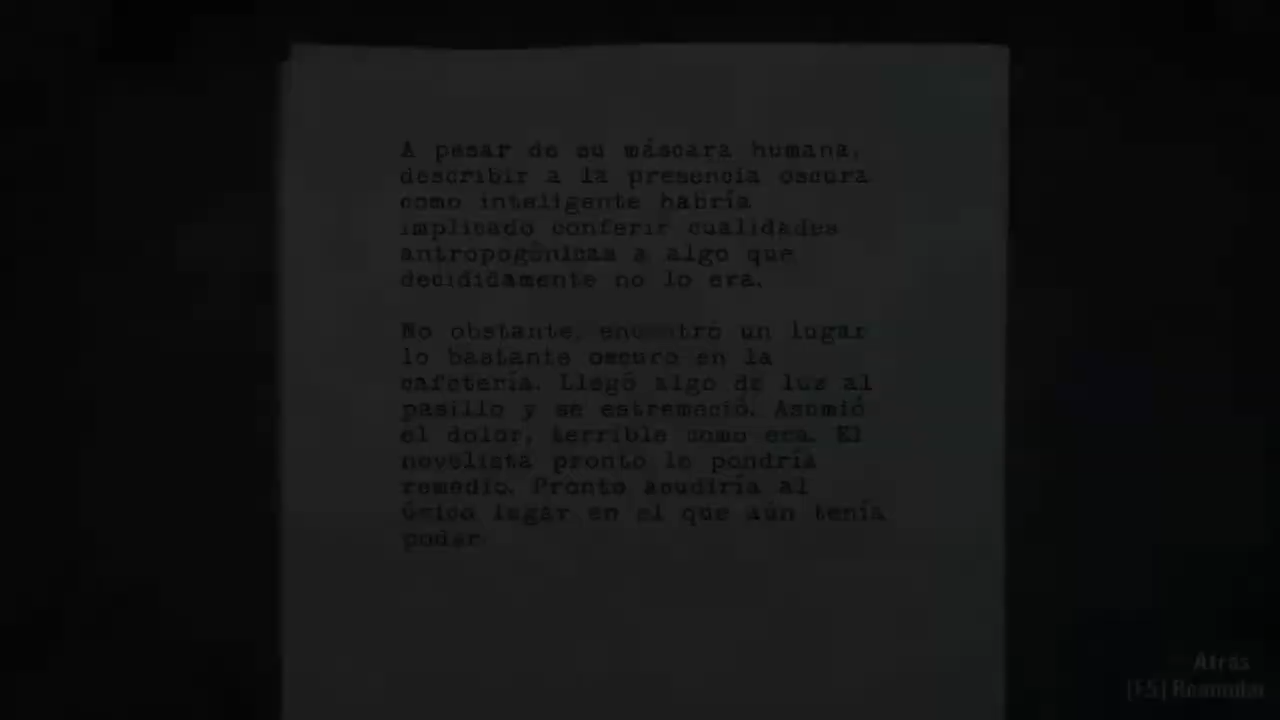 A pesar de su máscara humana,
describir a la presencia oscura
como inteligente habría
implicado conferir cualidades
antropogénicas a algo que
decididamente no lo era.
No obstante, encontró un lugar
lo bastante oscuro en la
cafetería. Llegó algo de luz al
pasillo y se estremeció. Asumió
el dolor, terrible como era. El
novelista pronto le pondría
remedio. Pronto acudiría al
único lugar en el que aún tenía
poder.
Atrás
[ES] Reanudar